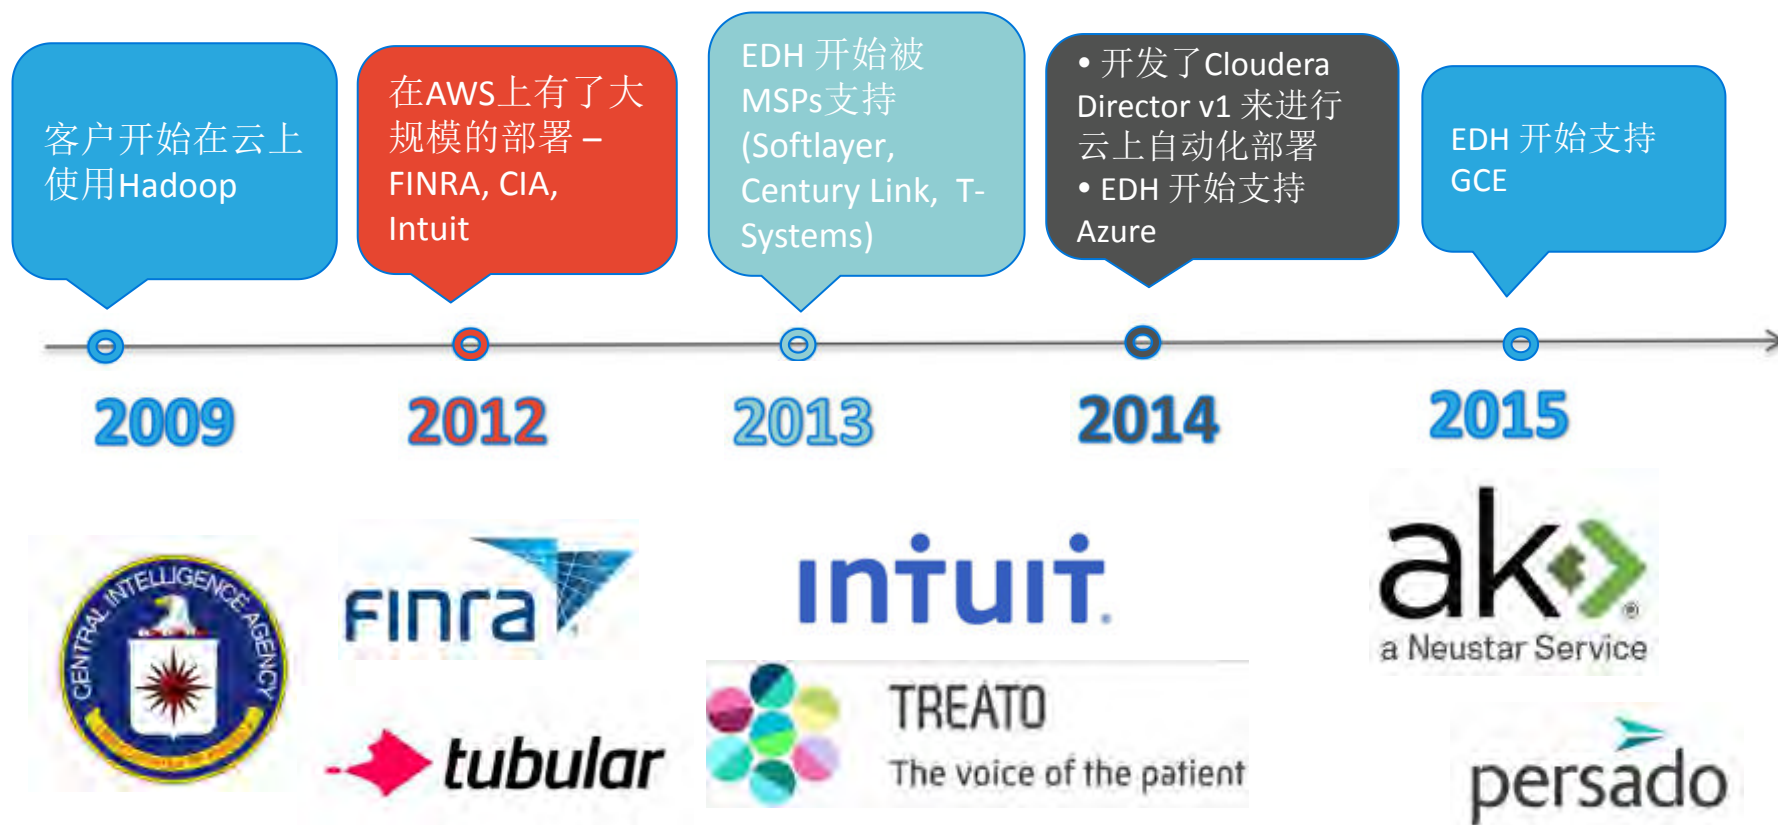 客户开始在云上
使用Hadoop
在AWS上有了大
规模的部署 –
FINRA, CIA,
Intuit
EDH 开始被
MSPs支持
(Softlayer,
Century Link, T-
Systems)
• 开发了Cloudera
Director v1 来进行
云上自动化部署
• EDH 开始支持
Azure
EDH 开始支持
GCE
2009
2012
2013
2014
2015
CENTRAL INTELLIGENCE AGENCY
FINRA
tubular
intuit.
TREATO
The voice of the patient
ak
®
a Neustar Service
persado